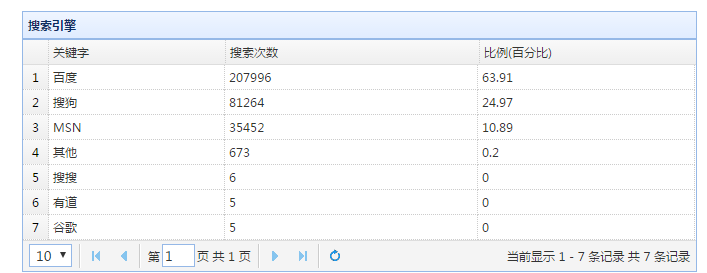 搜索引擎
关键字 搜索次数 比例(百分比)
1 百度 207996 63.91
2 搜狗 81264 24.97
3 MSN 35452 10.89
4 其他 673 0.2
5 搜搜 6 0
6 有道 5 0
7 谷歌 5 0
10 第 1 页 共 1 页 当前显示 1 - 7 条记录 共 7 条记录